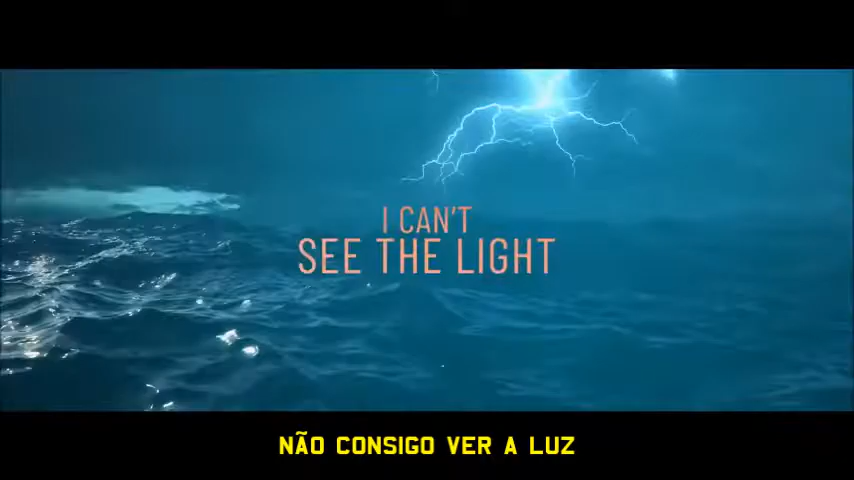 I CAN'T
SEE THE LIGHT
NÃO CONSIGO VER A LUZ